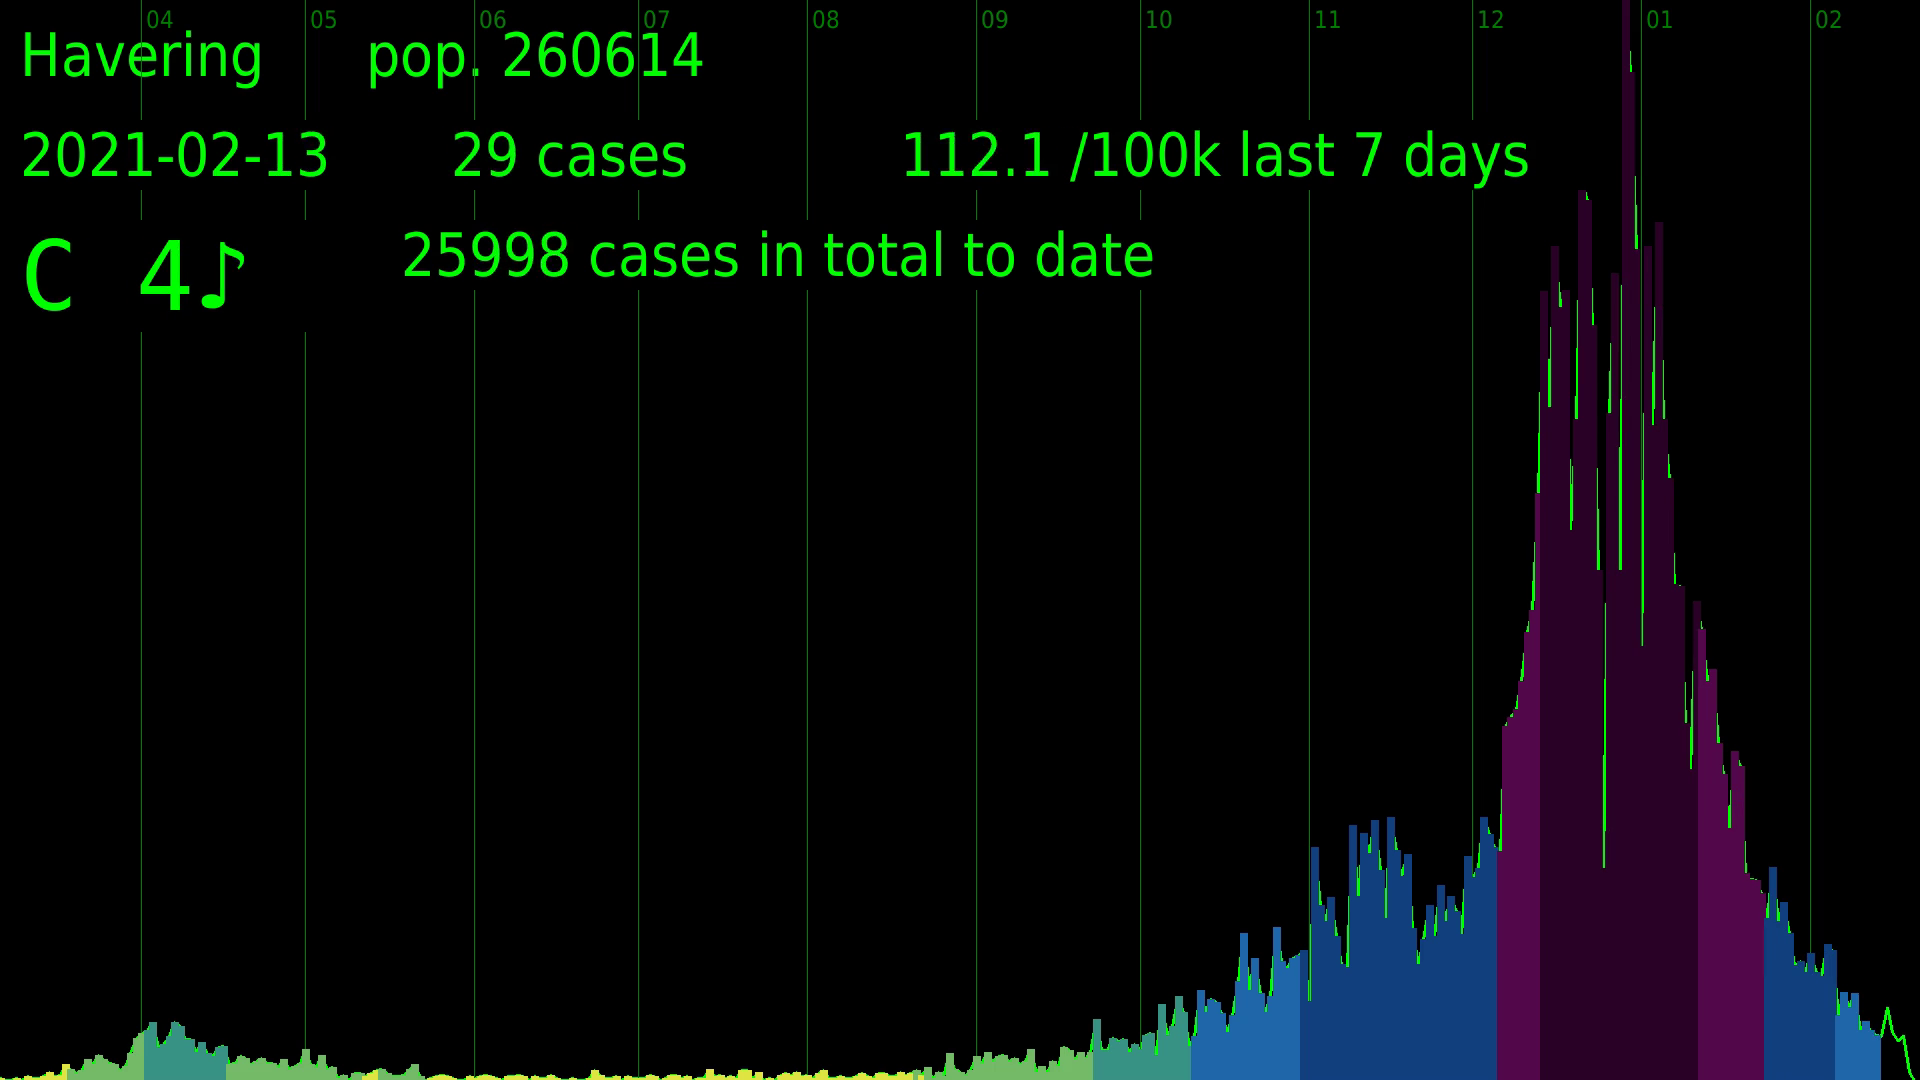 04 05 06 07 08 09 10 11 12 01 02
Havering pop. 260614
2021-02-13 29 cases 112.1 /100k last 7 days
C 4♪ 25998 cases in total to date